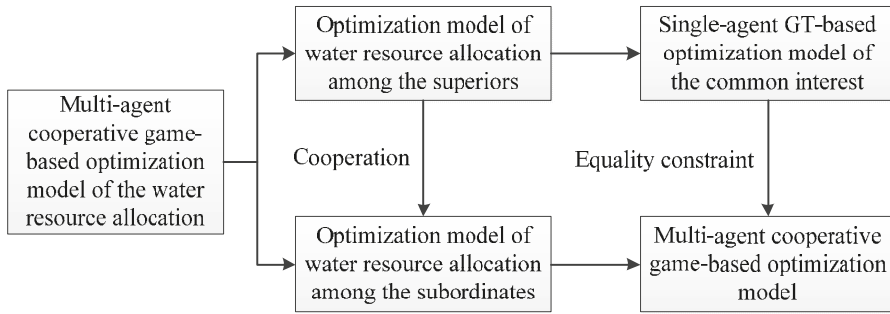 Multi-agent
cooperative game-
based optimization
model of the water
resource allocation
Optimization model of
water resource allocation
among the superiors
Single-agent GT-based
optimization model of
the common interest
Cooperation
Equality constraint
Optimization model of
water resource allocation
among the subordinates
Multi-agent cooperative
game-based optimization
model